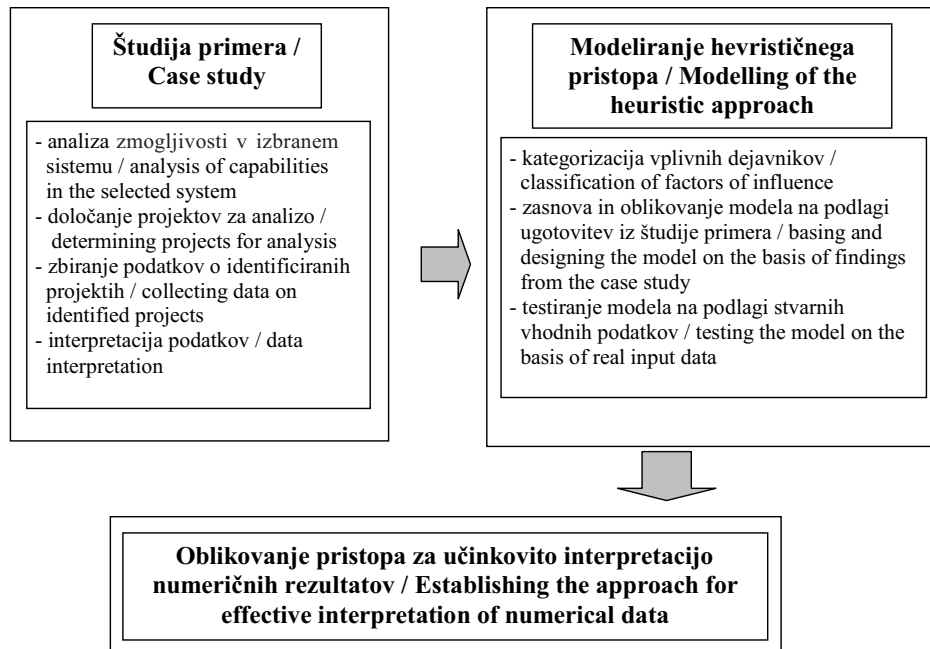 Študija primera /
Case study
- analiza zmogljivosti v izbranem
sistemu / analysis of capabilities
in the selected system
- določanje projektov za analizo /
determining projects for analysis
- zbiranje podatkov o identificiranih
projektih / collecting data on
identified projects
- interpretacija podatkov / data
interpretation
Modeliranje hevrističnega
pristopa / Modelling of the
heuristic approach
- kategorizacija vplivnih dejavnikov /
classification of factors of influence
- zasnova in oblikovanje modela na podlagi
ugotovitev iz študije primera / basing and
designing the model on the basis of findings
from the case study
- testiranje modela na podlagi stvarnih
vhodnih podatkov / testing the model on the
basis of real input data
Oblikovanje pristopa za učinkovito interpretacijo
numeričnih rezultatov / Establishing the approach for
effective interpretation of numerical data